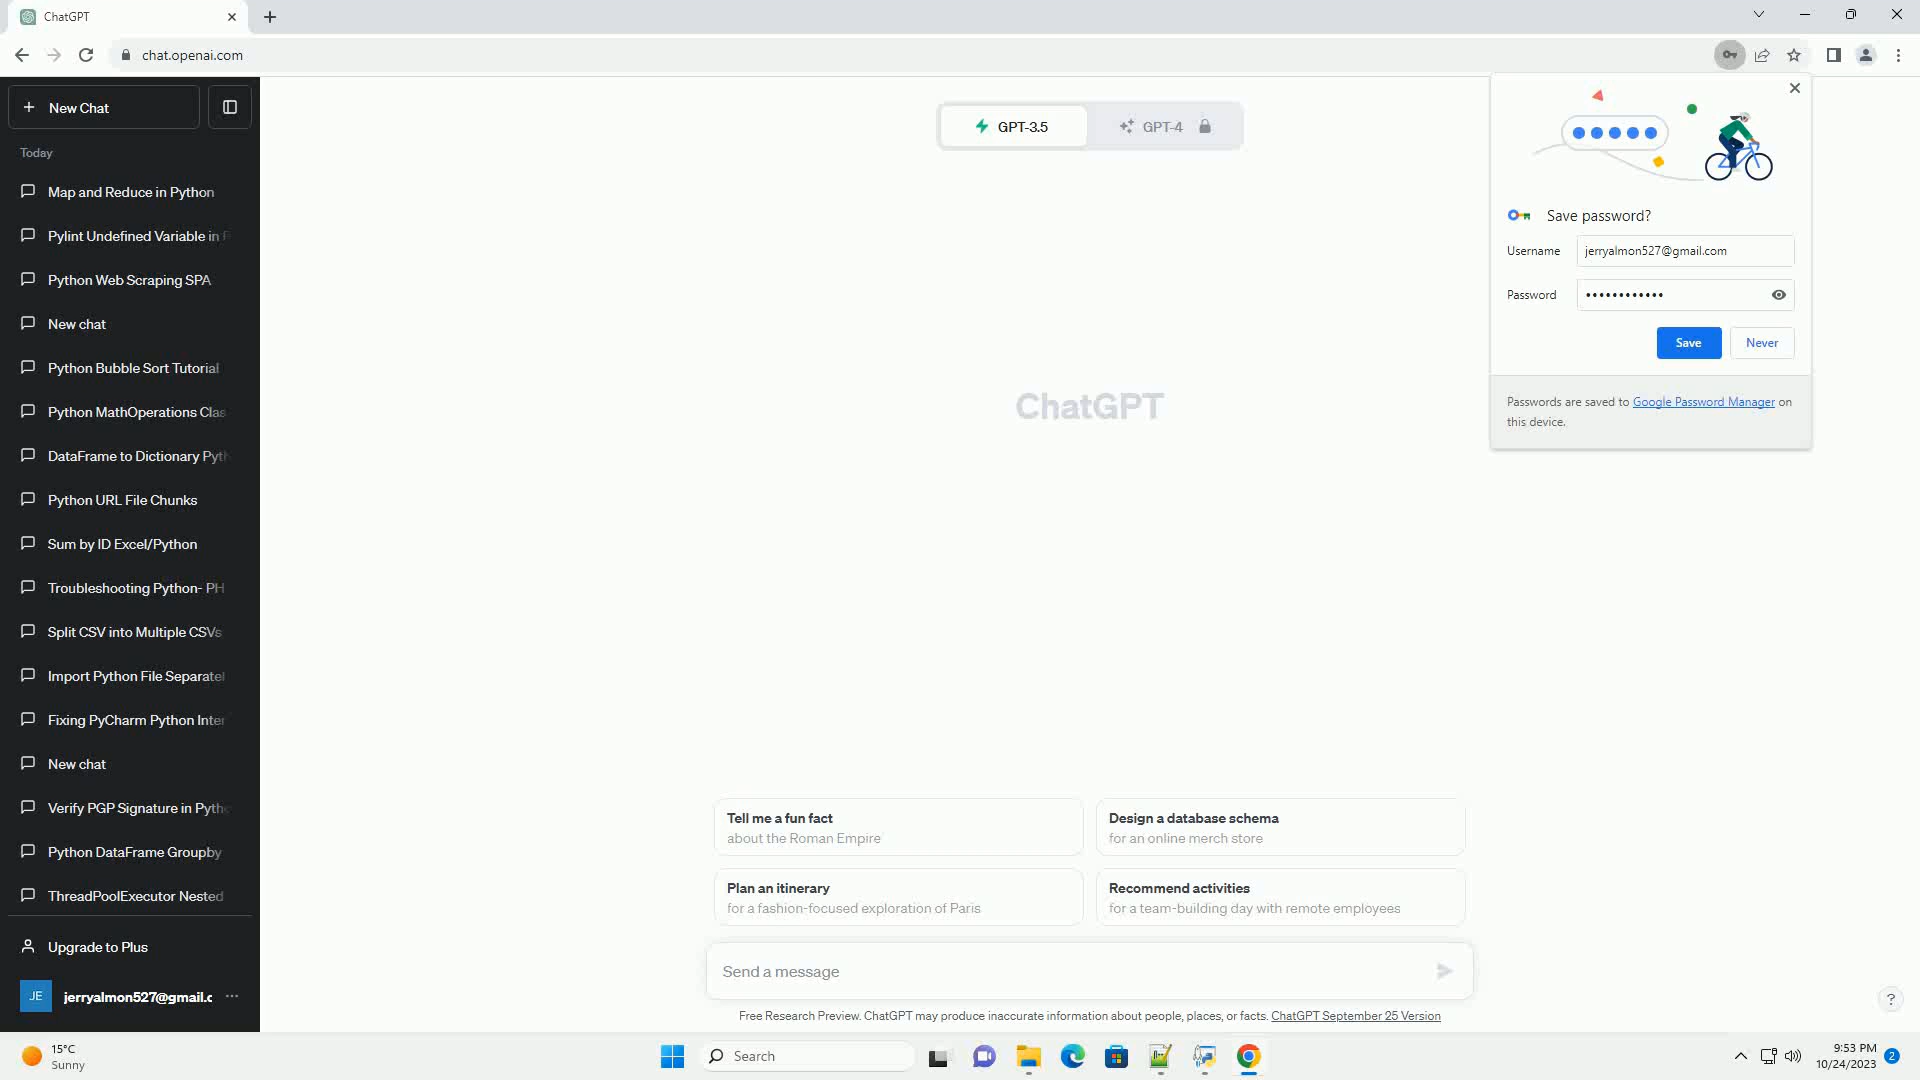 ChatGPT
chat.openai.com
New Chat
Today
Map and Reduce in Python
Pylint Undefined Variable in
Python Web Scraping SPA
New chat
Python Bubble Sort Tutorial
Python MathOperations Clas
DataFrame to Dictionary Pyth
Python URL File Chunks
Sum by ID Excel/Python
Troubleshooting Python- PH
Split CSV into Multiple CSVs
Import Python File Separatel
Fixing PyCharm Python Inter
New chat
Verify PGP Signature in Pytho
Python DataFrame Groupby
ThreadPoolExecutor Nested
Upgrade to Plus
JE jerryalmon527@gmail.c
GPT-3.5
GPT-4
ChatGPT
Tell me a fun fact
about the Roman Empire
Design a database schema
for an online merch store
Plan an itinerary
for a fashion-focused exploration of Paris
Recommend activities
for a team-building day with remote employees
Send a message
Free Research Preview. ChatGPT may produce inaccurate information about people, places, or facts. ChatGPT September 25 Version
Save password?
Username jerryalmon527@gmail.com
Password ••••••••••••
Save Never
Passwords are saved to Google Password Manager on
this device.
?
15°C
Sunny
Search
9:53 PM
10/24/2023
2